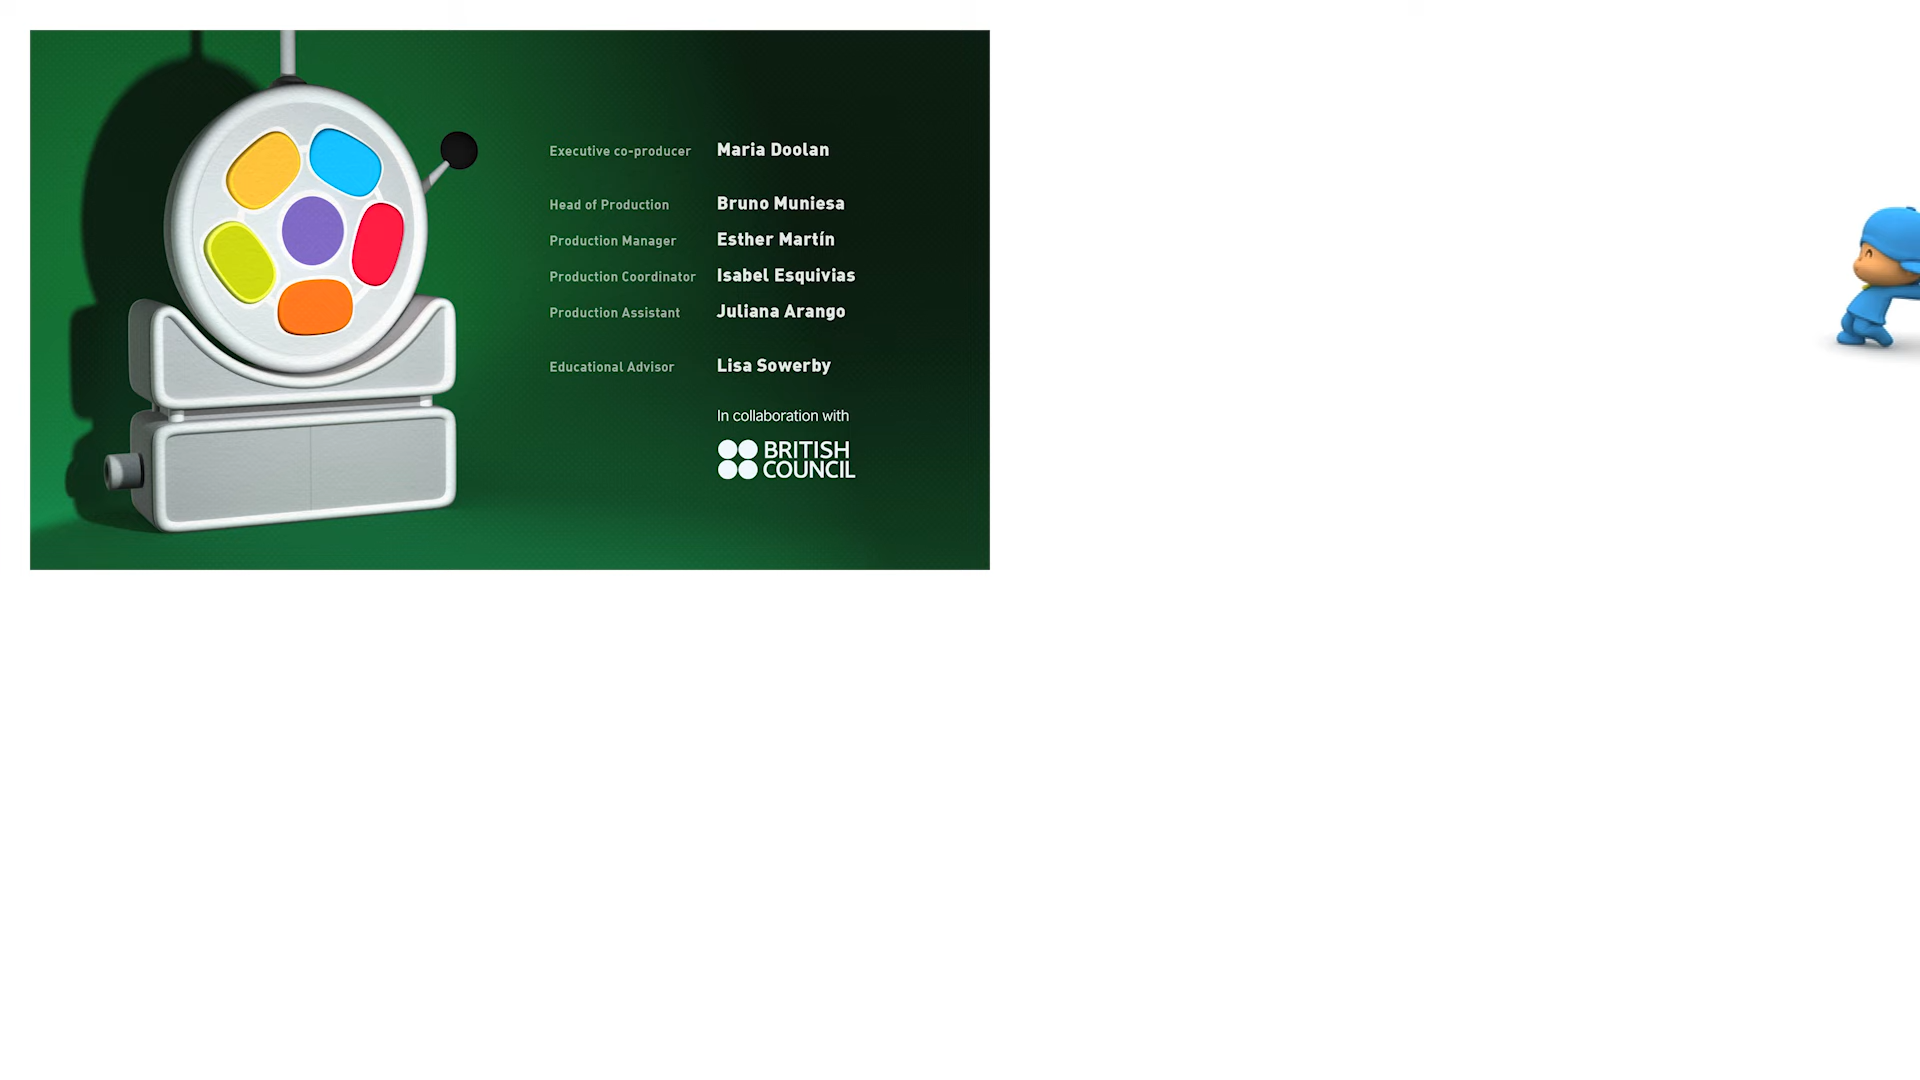 Executive co-producer Maria Doolan
Head of Production Bruno Muniesa
Production Manager Esther Martín
Production Coordinator Isabel Esquivias
Production Assistant Juliana Arango
Educational Advisor Lisa Sowerby
In collaboration with
BRITISH
COUNCIL